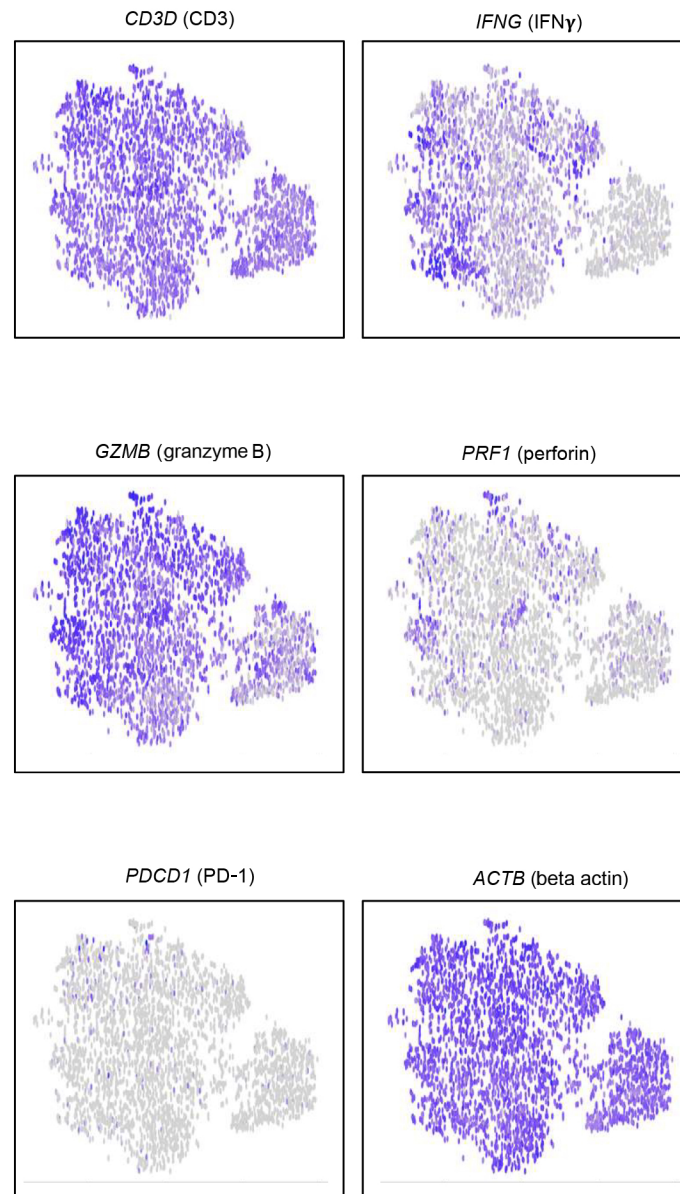 CD3D (CD3)
IFNG (IFNγ)
GZMB (granzyme B)
PRF1 (perforin)
PDCD1 (PD-1)
ACTB (beta actin)